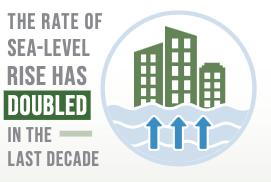 THE RATE OF
SEA-LEVEL
RISE HAS
DOUBLED
IN THE
LAST DECADE